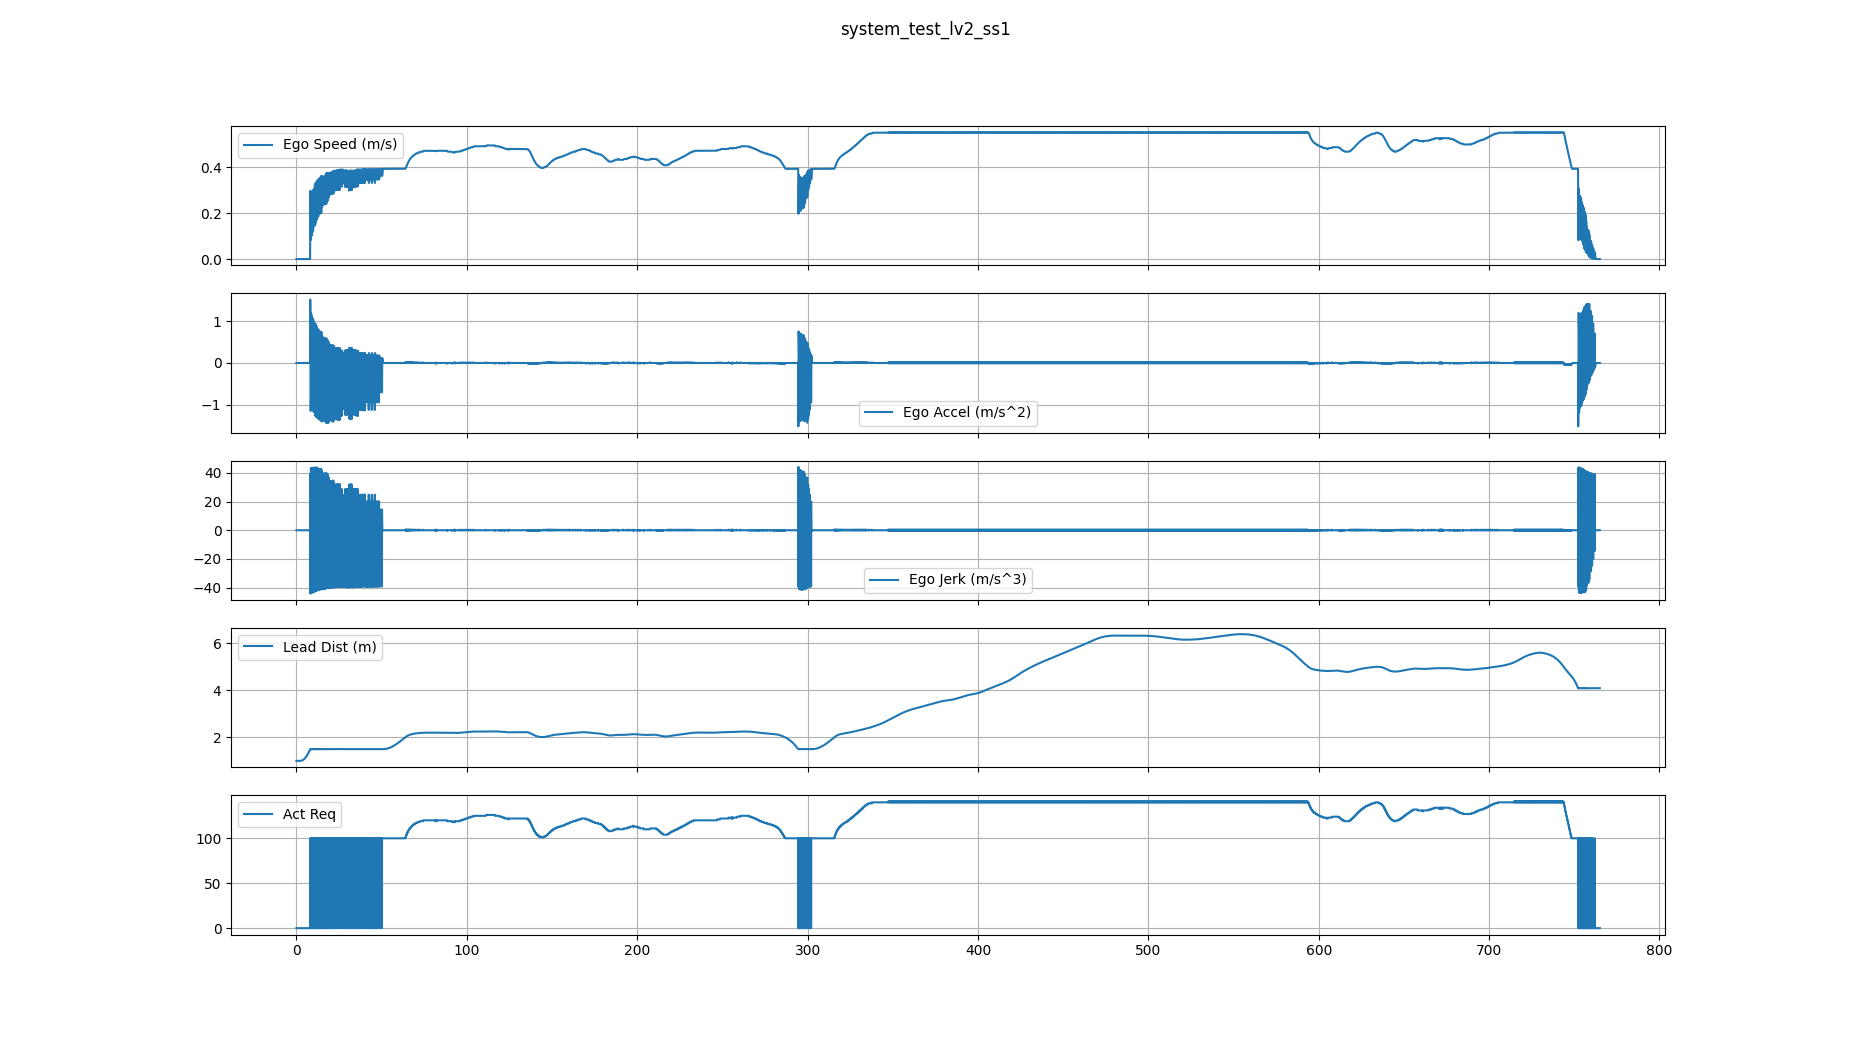 system_test_lv2_ss1
Ego Speed (m/s)
0.4
0.2
0.0
1
0
−1
Ego Accel (m/s^2)
40
20
0
−20
−40
Ego Jerk (m/s^3)
Lead Dist (m)
6
4
2
Act Req
100
50
0
0 100 200 300 400 500 600 700 800